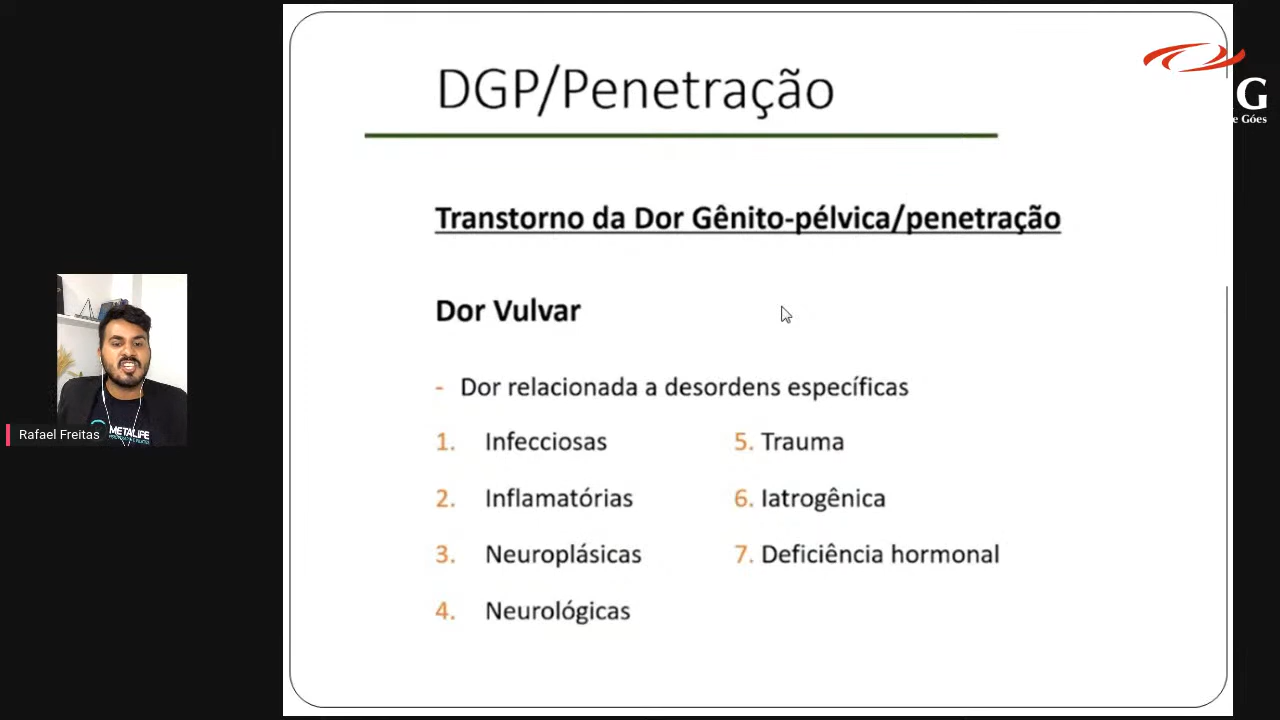 DGP/Penetração
G
e Góes
Transtorno da Dor Gênito-pélvica/penetração
Dor Vulvar
- Dor relacionada a desordens específicas
1. Infecciosas
2. Inflamatórias
3. Neuroplásicas
4. Neurológicas
5. Trauma
6. Iatrogênica
7. Deficiência hormonal
METALIFE
Rafael Freitas